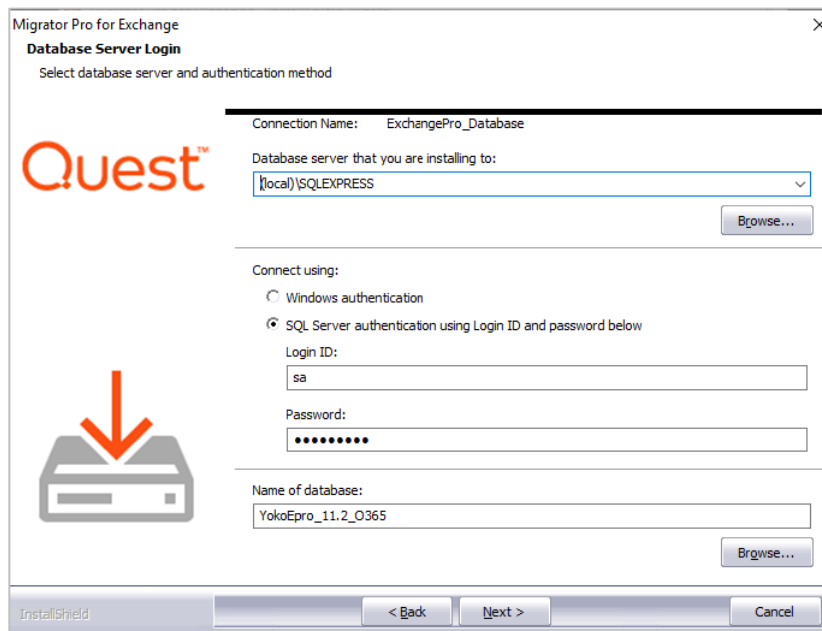 Migrator Pro for Exchange
Database Server Login
Select database server and authentication method
Quest™
Connection Name: ExchangePro_Database
Database server that you are installing to:
(local)\SQLEXPRESS
Browse...
Connect using:
Windows authentication
SQL Server authentication using Login ID and password below
Login ID:
sa
Password:
•••••••••
Name of database:
YokoEpro_11.2_O365
Browse...
InstallShield
< Back
Next >
Cancel